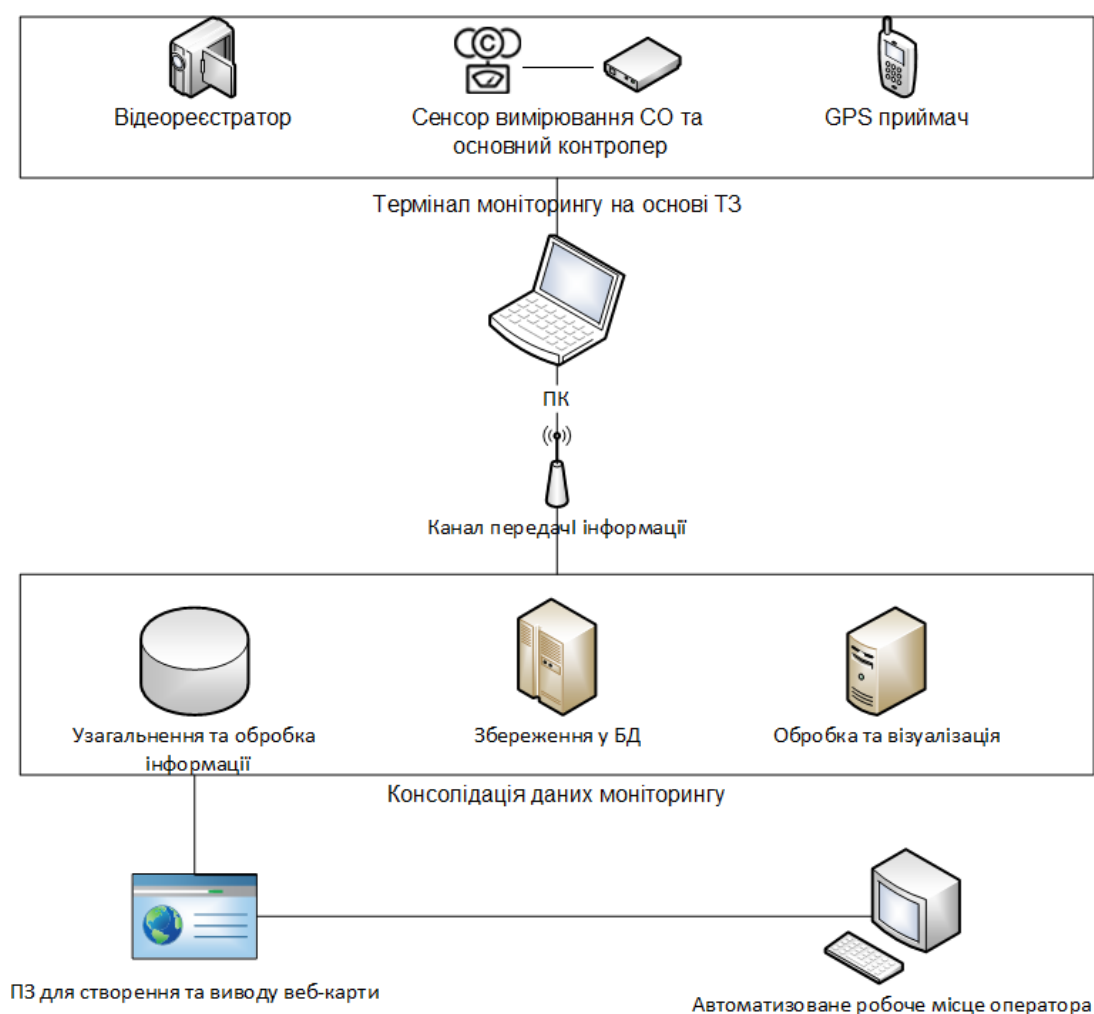 Відеореєстратор
Сенсор вимірювання СО та
основний контролер
GPS приймач
Термінал моніторингу на основі ТЗ
ПК
Канал передачІ інформації
Узагальнення та обробка
інформації
Збереження у БД
Обробка та візуалізація
Консолідація даних моніторингу
ПЗ для створення та виводу веб-карти
Автоматизоване робоче місце оператора